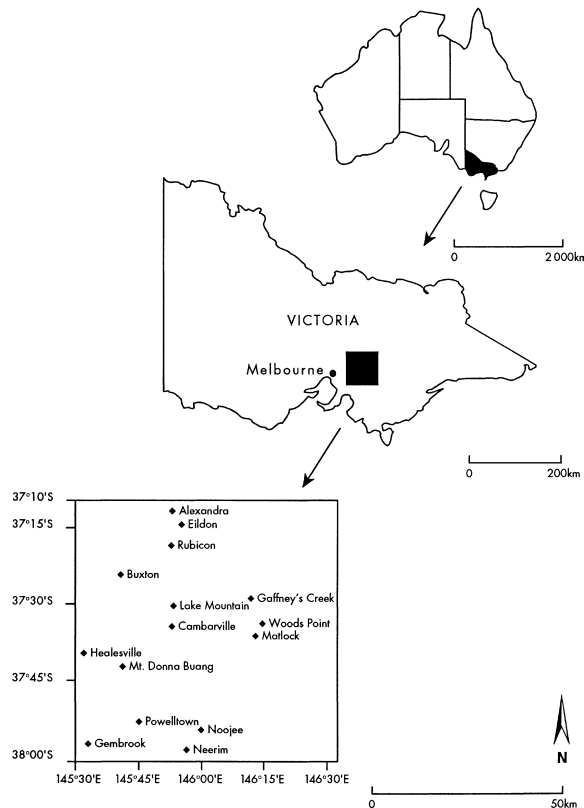 0 2 000km
VICTORIA
Melbourne
0 200km
37°10'S
Alexandra
37°15'S
Eildon
Rubicon
Buxton
Gaffney's Creek
37°30'S
Lake Mountain
Woods Point
Cambarville
Matlock
Healesville
Mt. Donna Buang
37°45'S
Powelltown
Noojee
Gembrook
Neerim
38°00'S
145°30'E 145°45'E 146°00'E 146°15'E 146°30'E
N
0 50km